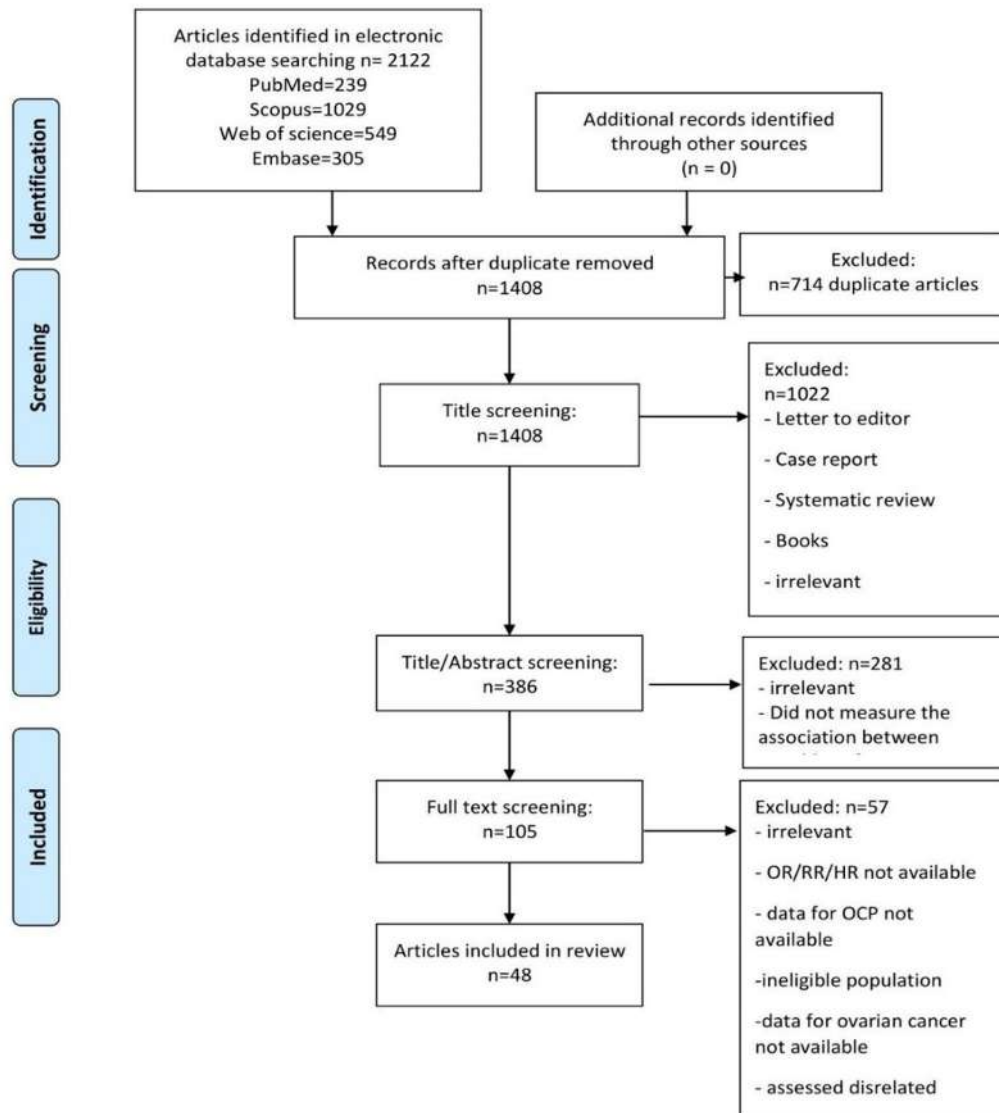 Articles identified in electronic
database searching n= 2122
PubMed=239
Scopus=1029
Web of science=549
Embase=305
Additional records identified
through other sources
(n = 0)
Identification
Records after duplicate removed
n=1408
Excluded:
n=714 duplicate articles
Screening
Title screening:
n=1408
Excluded:
n=1022
- Letter to editor
- Case report
- Systematic review
- Books
- irrelevant
Eligibility
Title/Abstract screening:
n=386
Excluded: n=281
- irrelevant
- Did not measure the
association between
Included
Full text screening:
n=105
Excluded: n=57
- irrelevant
- OR/RR/HR not available
- data for OCP not
available
-ineligible population
-data for ovarian cancer
not available
- assessed disrelated
Articles included in review
n=48